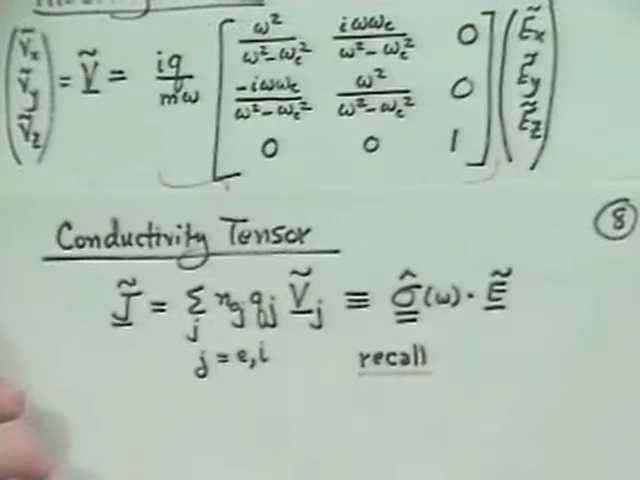 (Ṽx Ṽy Ṽz) = Ṽ = iq/mω [ ω²/(ω²−ωc²) iωωc/(ω²−ωc²) 0 ; −iωωc/(ω²−ωc²) ω²/(ω²−ωc²) 0 ; 0 0 1 ] (Ẽx Ẽy Ẽz)
Conductivity Tensor 8
J̃ = Σj nj qj Ṽj ≡ σ̂(ω) · Ẽ
j = e,i recall